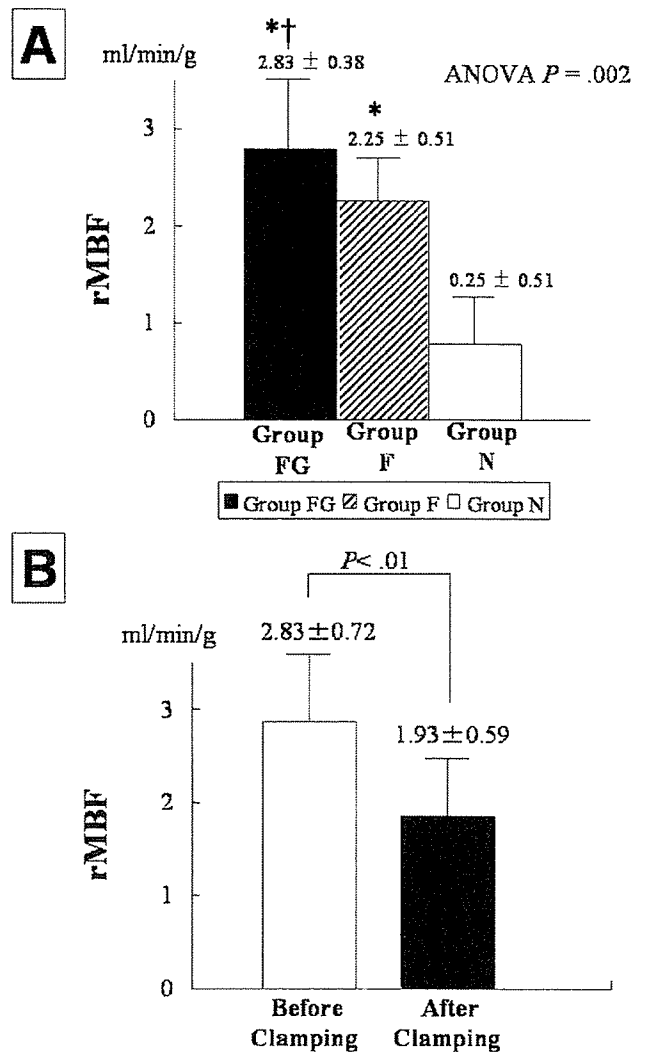 A
ml/min/g
*†
2.83 ± 0.38
ANOVA P = .002
*
2.25 ± 0.51
0.25 ± 0.51
rMBF
3
2
1
0
Group FG
Group F
Group N
Group FG Group F Group N
B
P< .01
ml/min/g
2.83±0.72
1.93±0.59
rMBF
3
2
1
0
Before Clamping
After Clamping